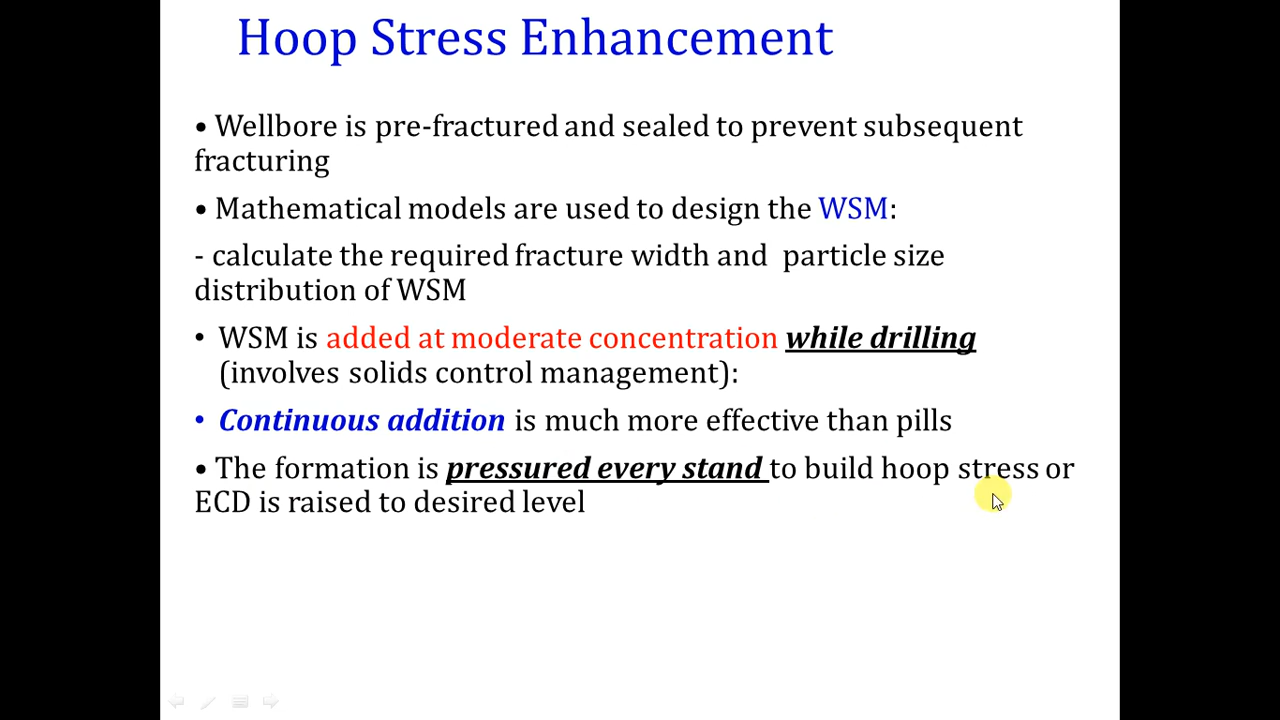 Hoop Stress Enhancement
• Wellbore is pre-fractured and sealed to prevent subsequent
fracturing
• Mathematical models are used to design the WSM:
- calculate the required fracture width and  particle size
distribution of WSM
• WSM is added at moderate concentration while drilling
(involves solids control management):
• Continuous addition is much more effective than pills
• The formation is pressured every stand to build hoop stress or
ECD is raised to desired level